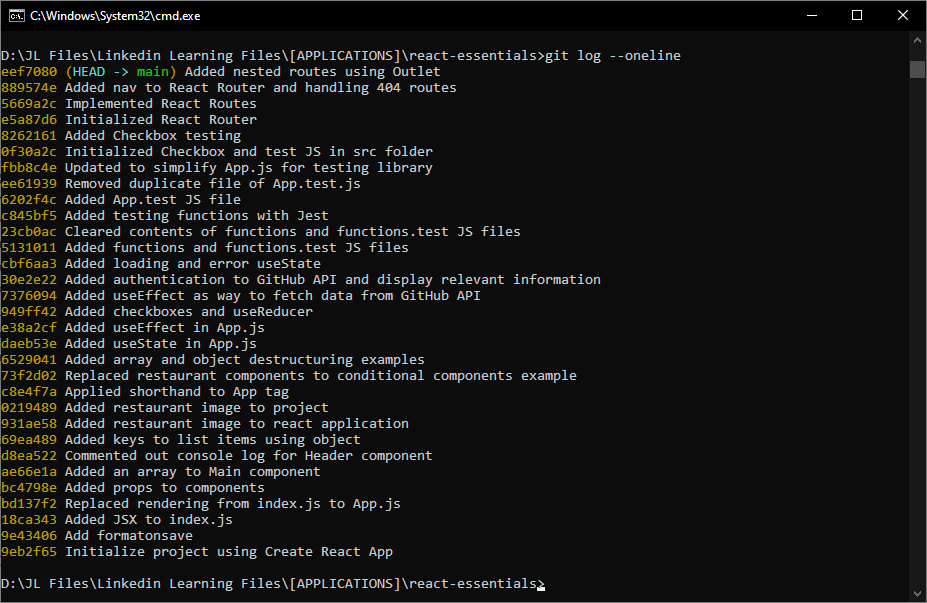 C:\Windows\System32\cmd.exe
D:\JL Files\Linkedin Learning Files\[APPLICATIONS]\react-essentials>git log --oneline
eef7080 (HEAD -> main) Added nested routes using Outlet
889574e Added nav to React Router and handling 404 routes
5669a2c Implemented React Routes
e5a87d6 Initialized React Router
8262161 Added Checkbox testing
0f30a2c Initialized Checkbox and test JS in src folder
fbb8c4e Updated to simplify App.js for testing library
ee61939 Removed duplicate file of App.test.js
6202f4c Added App.test JS file
c845bf5 Added testing functions with Jest
23cb0ac Cleared contents of functions and functions.test JS files
5131011 Added functions and functions.test JS files
cbf6aa3 Added loading and error useState
30e2e22 Added authentication to GitHub API and display relevant information
7376094 Added useEffect as way to fetch data from GitHub API
949ff42 Added checkboxes and useReducer
e38a2cf Added useEffect in App.js
daeb53e Added useState in App.js
6529041 Added array and object destructuring examples
73f2d02 Replaced restaurant components to conditional components example
c8e4f7a Applied shorthand to App tag
0219489 Added restaurant image to project
931ae58 Added restaurant image to react application
69ea489 Added keys to list items using object
d8ea522 Commented out console log for Header component
ae66e1a Added an array to Main component
bc4798e Added props to components
bd137f2 Replaced rendering from index.js to App.js
18ca343 Added JSX to index.js
9e43406 Add formatonsave
9eb2f65 Initialize project using Create React App
D:\JL Files\Linkedin Learning Files\[APPLICATIONS]\react-essentials>